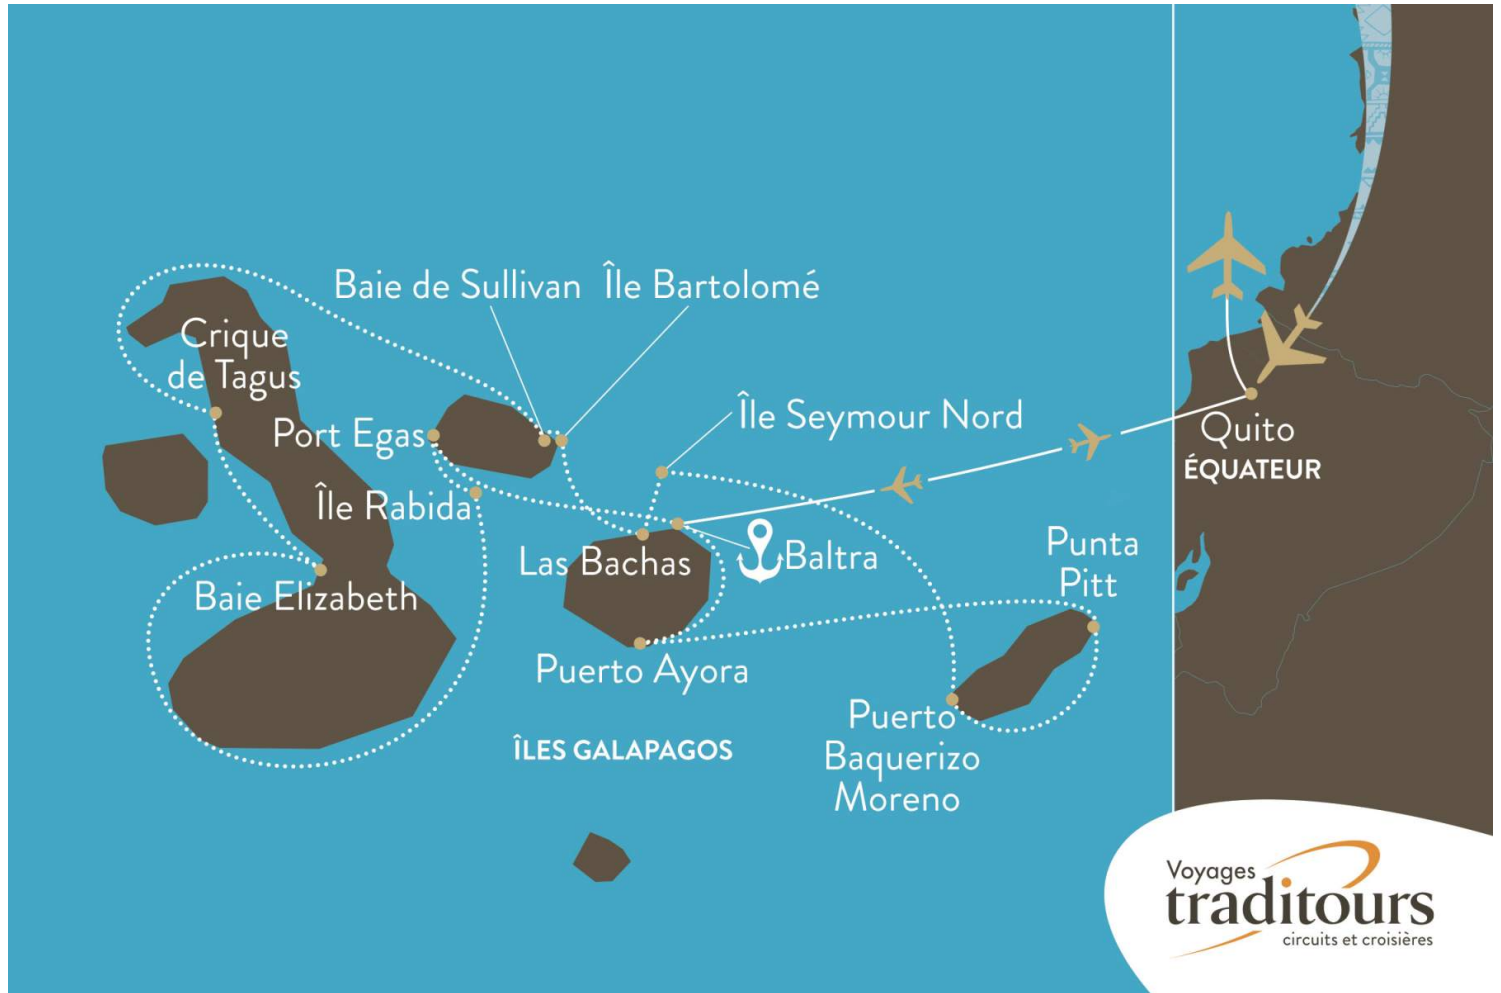 Baie de Sullivan
Île Bartolomé
Crique
de Tagus
Port Egas
Île Seymour Nord
Quito
ÉQUATEUR
Île Rabida
Las Bachas
Baltra
Punta
Pitt
Baie Elizabeth
Puerto Ayora
Puerto
Baquerizo
Moreno
ÎLES GALAPAGOS
Voyages
traditours
circuits et croisières